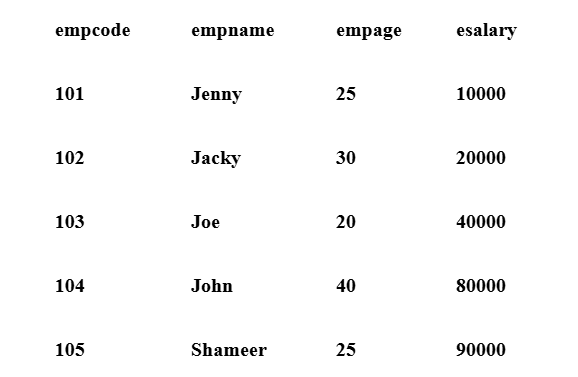 empcode empname empage esalary
101 Jenny 25 10000
102 Jacky 30 20000
103 Joe 20 40000
104 John 40 80000
105 Shameer 25 90000